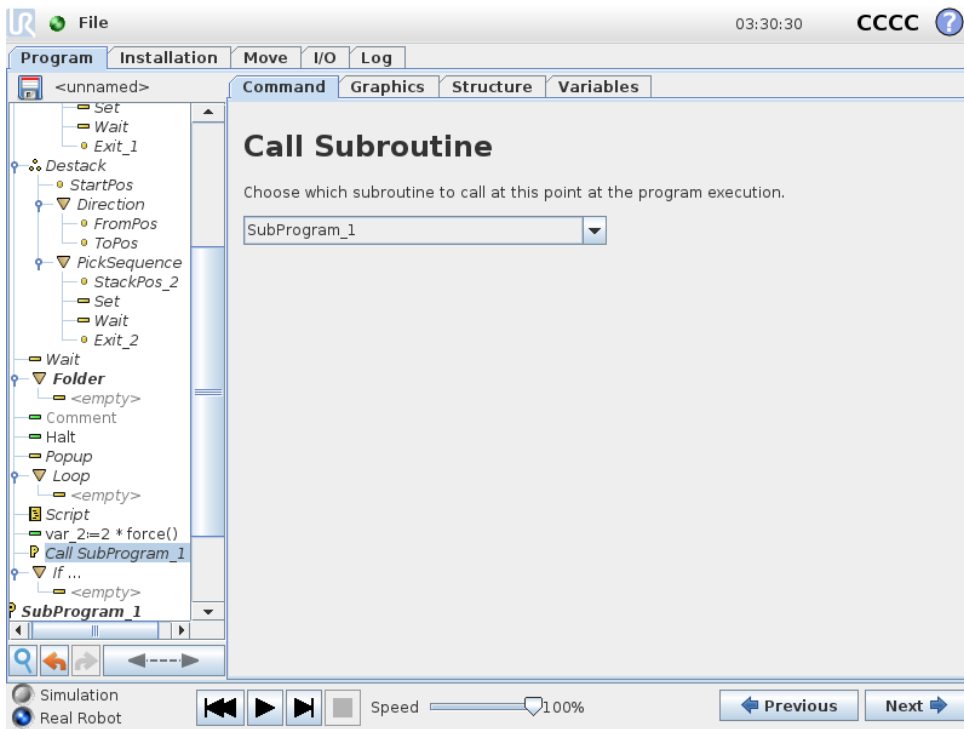 UR File 03:30:30 CCCC ?
Program Installation Move I/O Log
<unnamed>
Command Graphics Structure Variables
Set
Wait
Exit_1
Destack
StartPos
Direction
FromPos
ToPos
PickSequence
StackPos_2
Set
Wait
Exit_2
Wait
Folder
<empty>
Comment
Halt
Popup
Loop
<empty>
Script
var_2:=2 * force()
Call SubProgram_1
If ...
<empty>
SubProgram_1
Call Subroutine
Choose which subroutine to call at this point at the program execution.
SubProgram_1
Simulation
Real Robot
Speed 100%
Previous Next